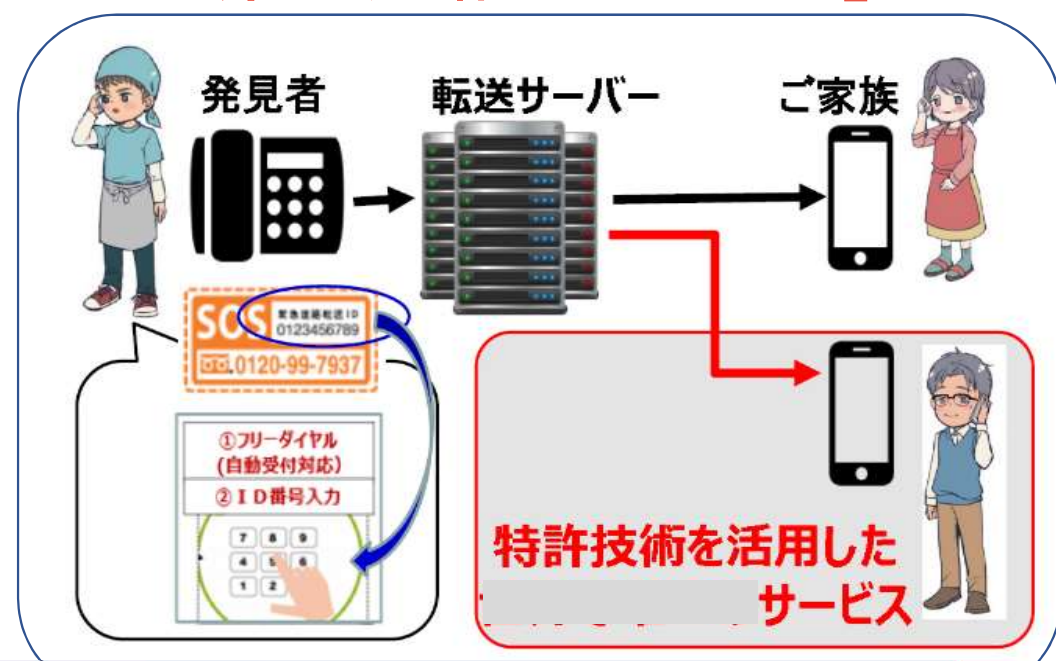 発見者
転送サーバー
ご家族
SOS
緊急連絡転送ID
0123456789
0120-99-7937
①フリーダイヤル
(自動受付対応)
②ID番号入力
7 8 9
4 5 6
1 2
特許技術を活用した
サービス